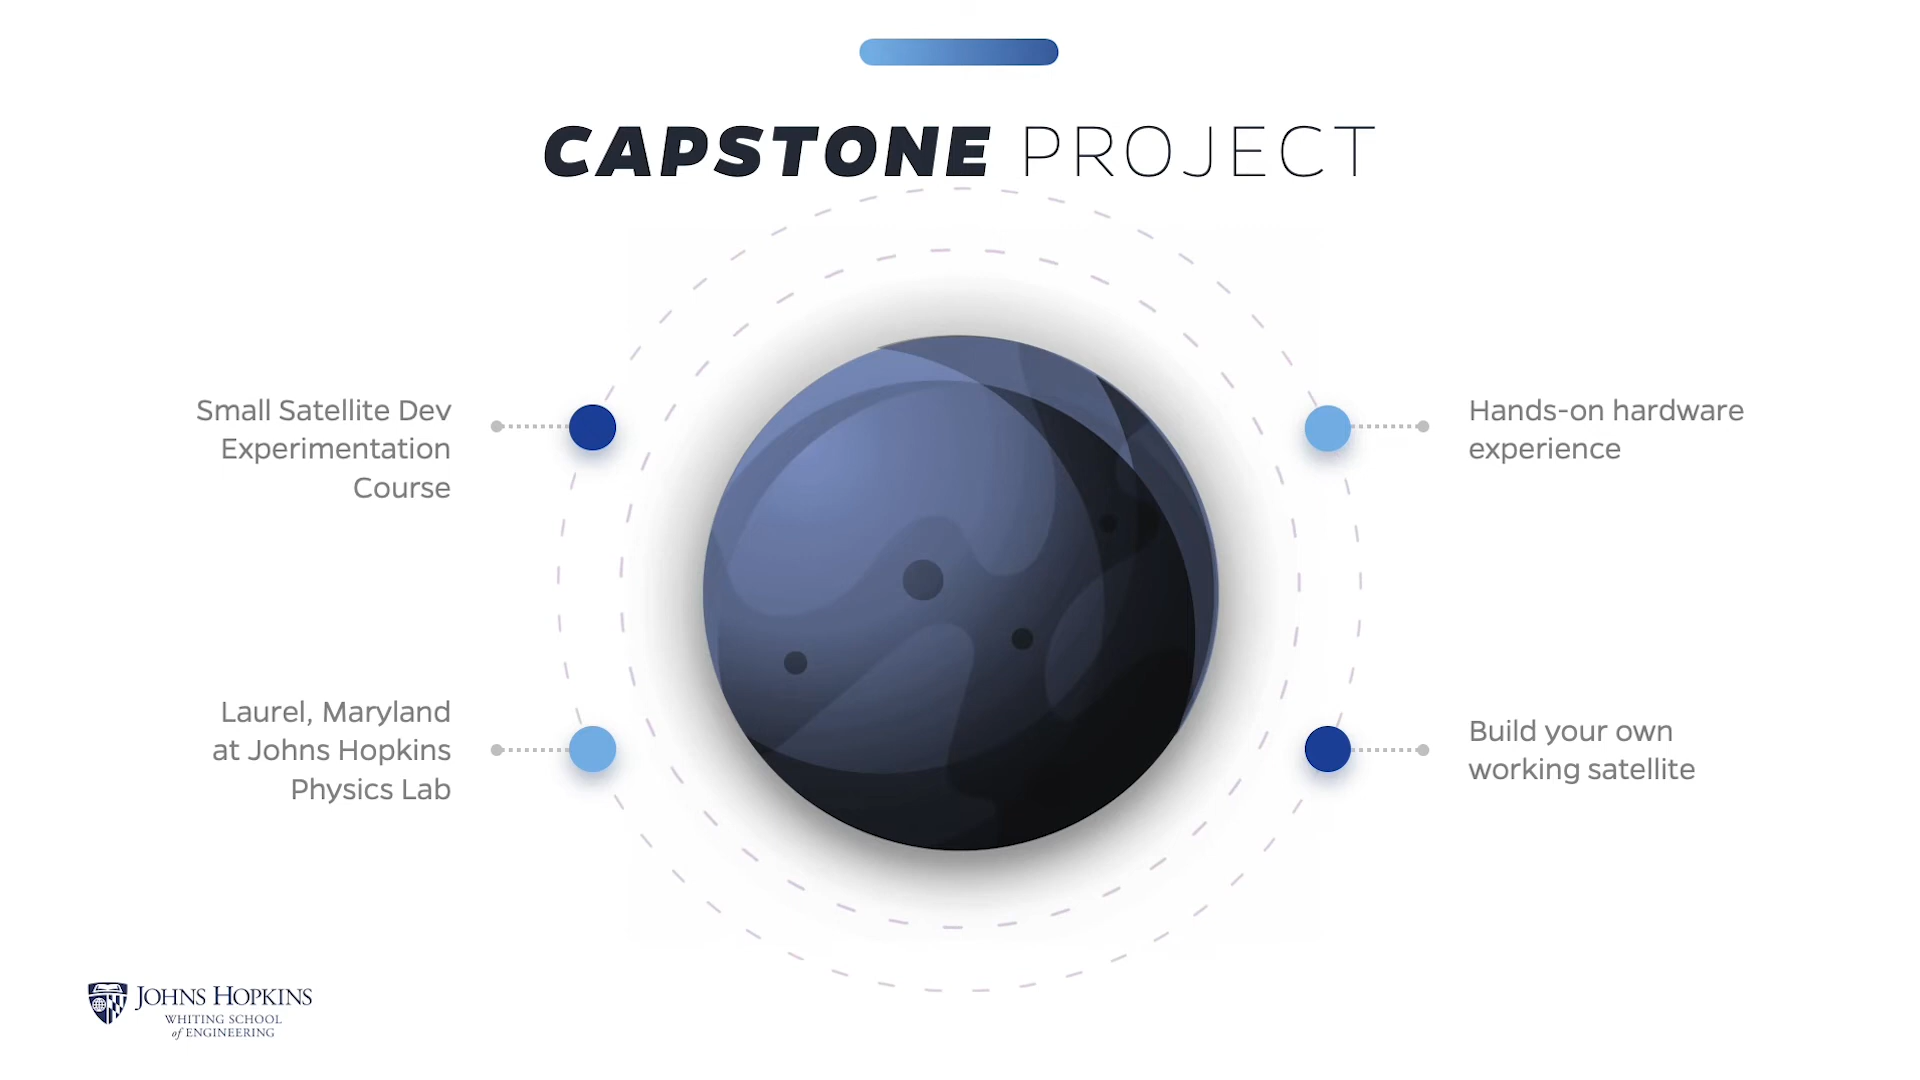 CAPSTONE PROJECT
Small Satellite Dev
Experimentation
Course
Hands-on hardware
experience
Laurel, Maryland
at Johns Hopkins
Physics Lab
Build your own
working satellite
JOHNS HOPKINS
WHITING SCHOOL
of ENGINEERING